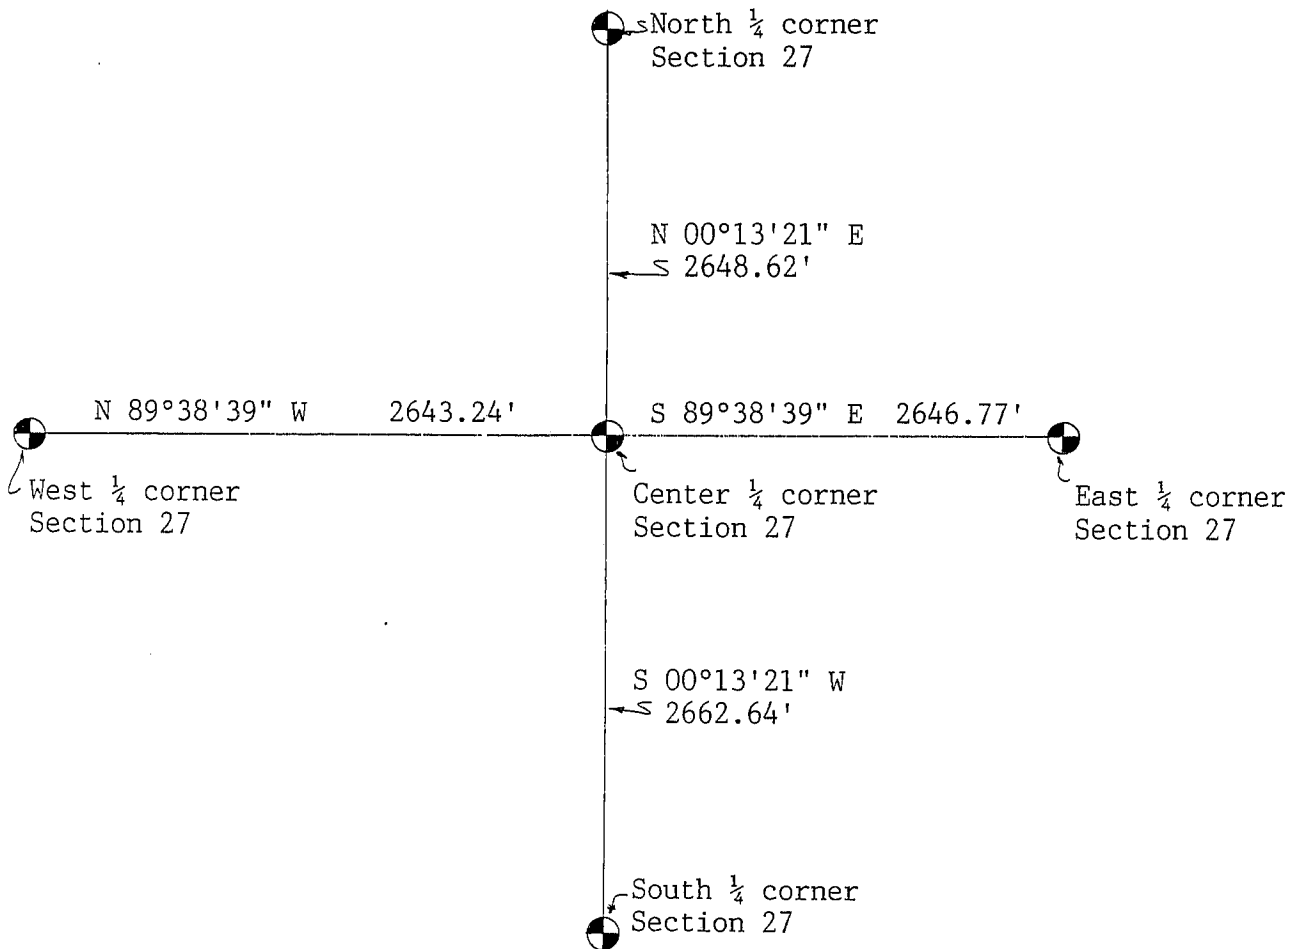 North ¼ corner
Section 27
N 00°13'21" E
2648.62'
N 89°38'39" W 2643.24'
S 89°38'39" E 2646.77'
West ¼ corner
Section 27
Center ¼ corner
Section 27
East ¼ corner
Section 27
S 00°13'21" W
2662.64'
South ¼ corner
Section 27